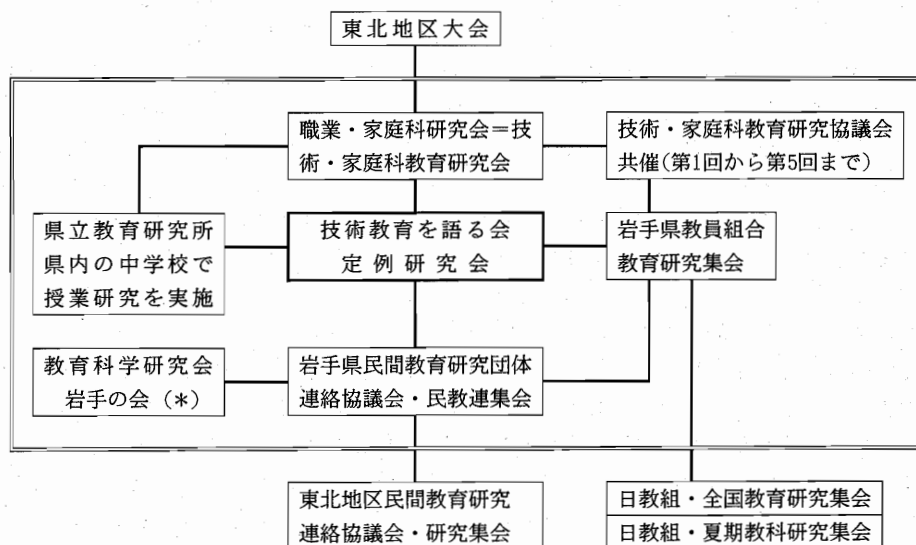 東北地区大会
職業・家庭科研究会＝技
術・家庭科教育研究会
技術・家庭科教育研究協議会
共催(第1回から第5回まで)
県立教育研究所
県内の中学校で
授業研究を実施
技術教育を語る会
定例研究会
岩手県教員組合
教育研究集会
教育科学研究会
岩手の会（＊）
岩手県民間教育研究団体
連絡協議会・民教連集会
東北地区民間教育研究
連絡協議会・研究集会
日教組・全国教育研究集会
日教組・夏期教科研究集会